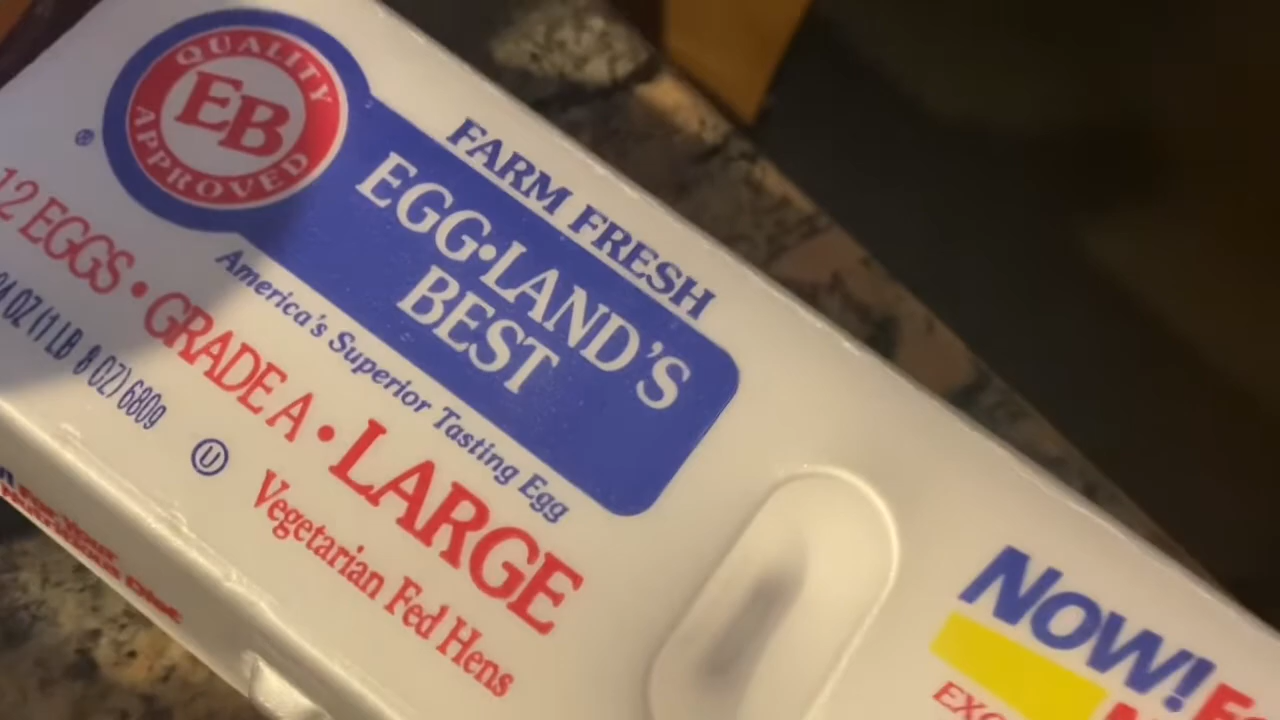 QUALITY
EB
APPROVED
®
FARM FRESH
EGG•LAND'S
BEST
America's Superior Tasting Egg
12 EGGS • GRADE A • LARGE
OZ (1 LB 8 OZ) 680g
U
Vegetarian Fed Hens
NOW!